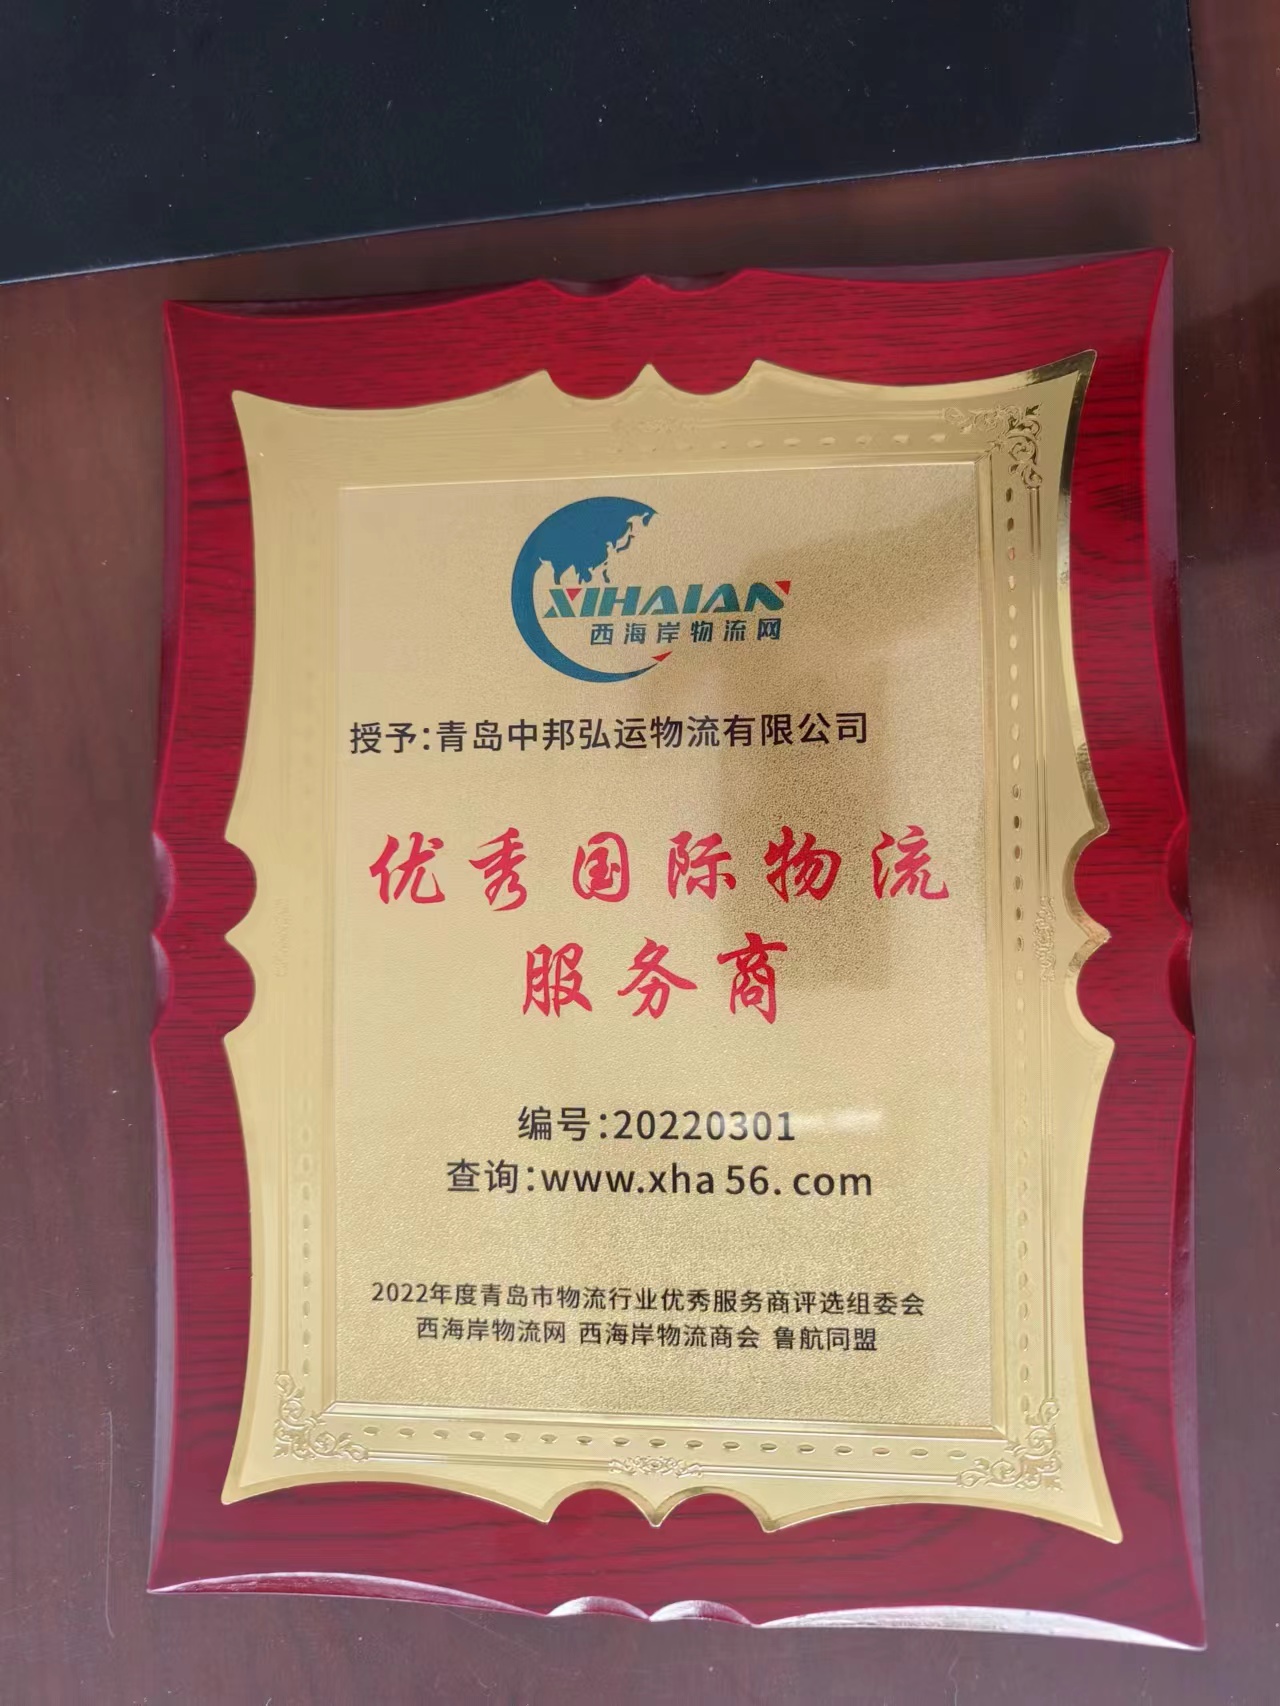 XIHAIAN
西海岸物流网
授予:青岛中邦弘运物流有限公司
优秀国际物流
服务商
编号:20220301
查询:www.xha56.com
2022年度青岛市物流行业优秀服务商评选组委会
西海岸物流网 西海岸物流商会 鲁航同盟